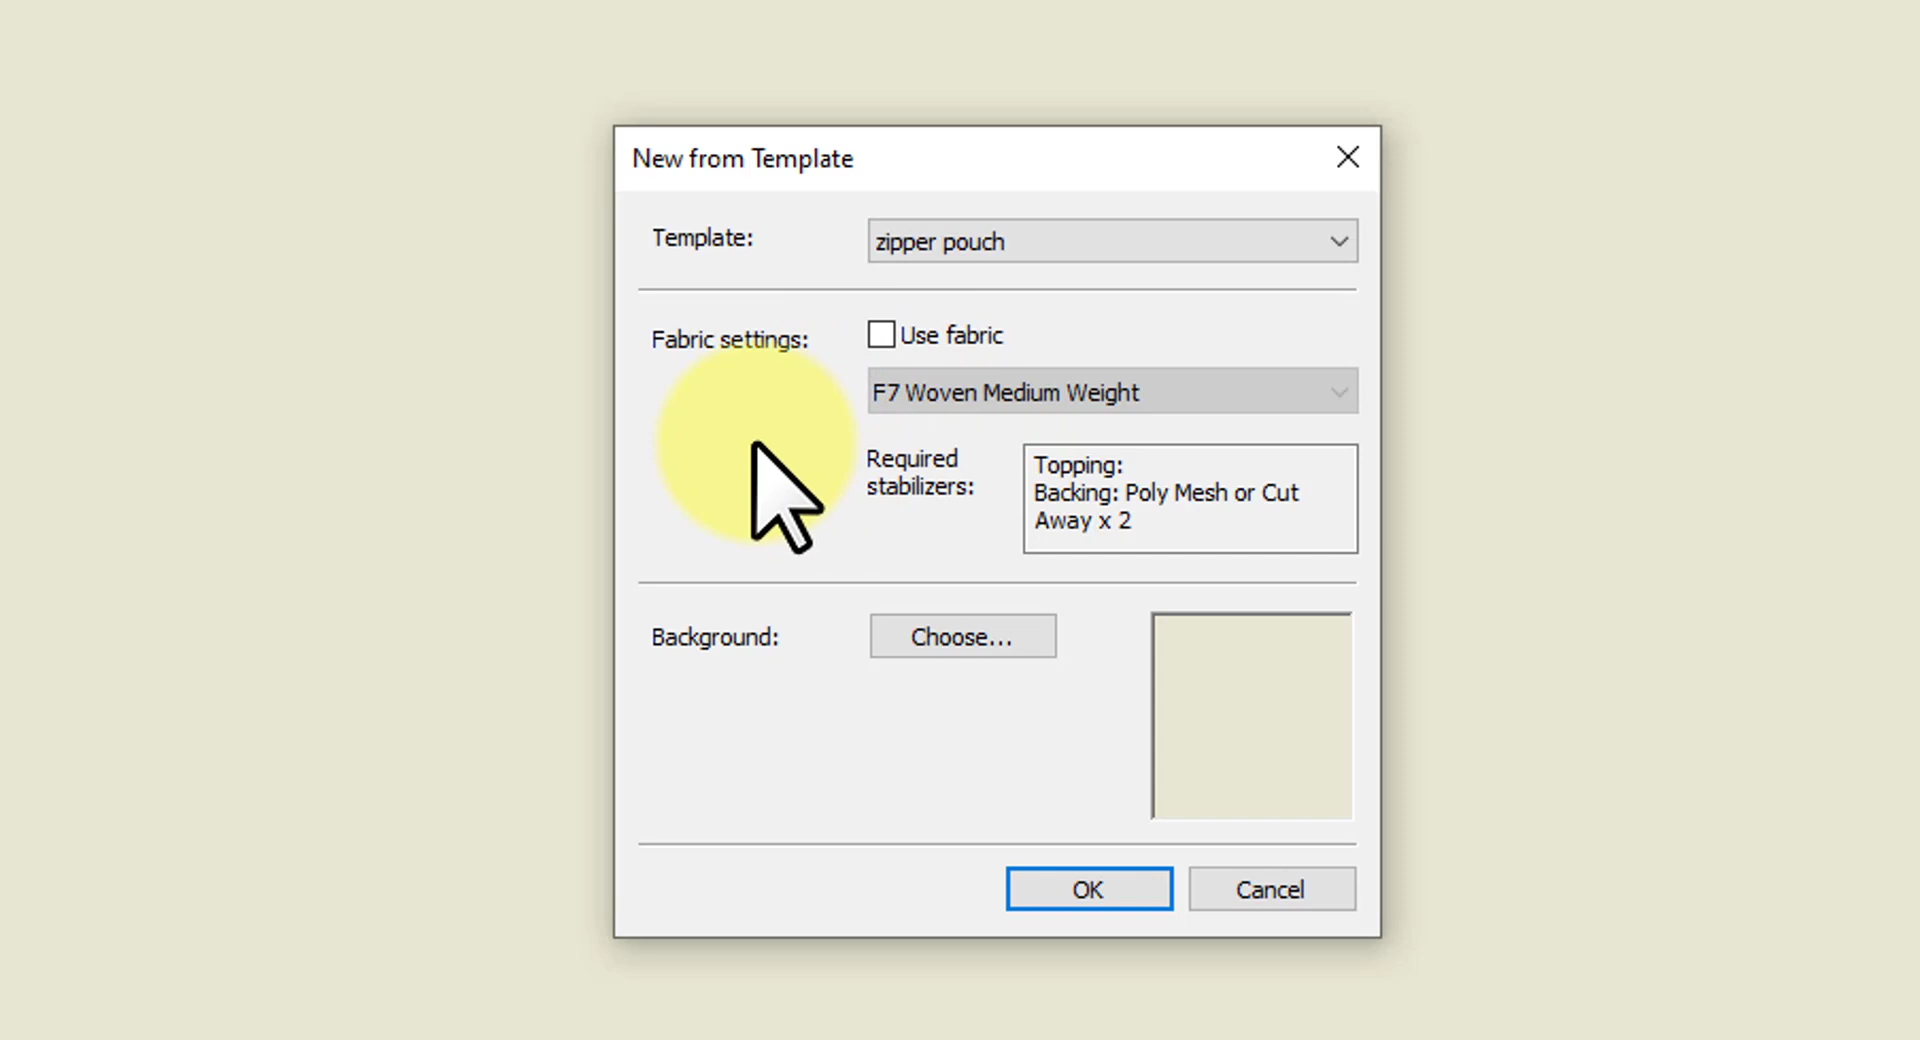 New from Template
Template:
zipper pouch
Fabric settings:
Use fabric
F7 Woven Medium Weight
Required
stabilizers:
Topping:
Backing: Poly Mesh or Cut
Away x 2
Background:
Choose...
OK
Cancel